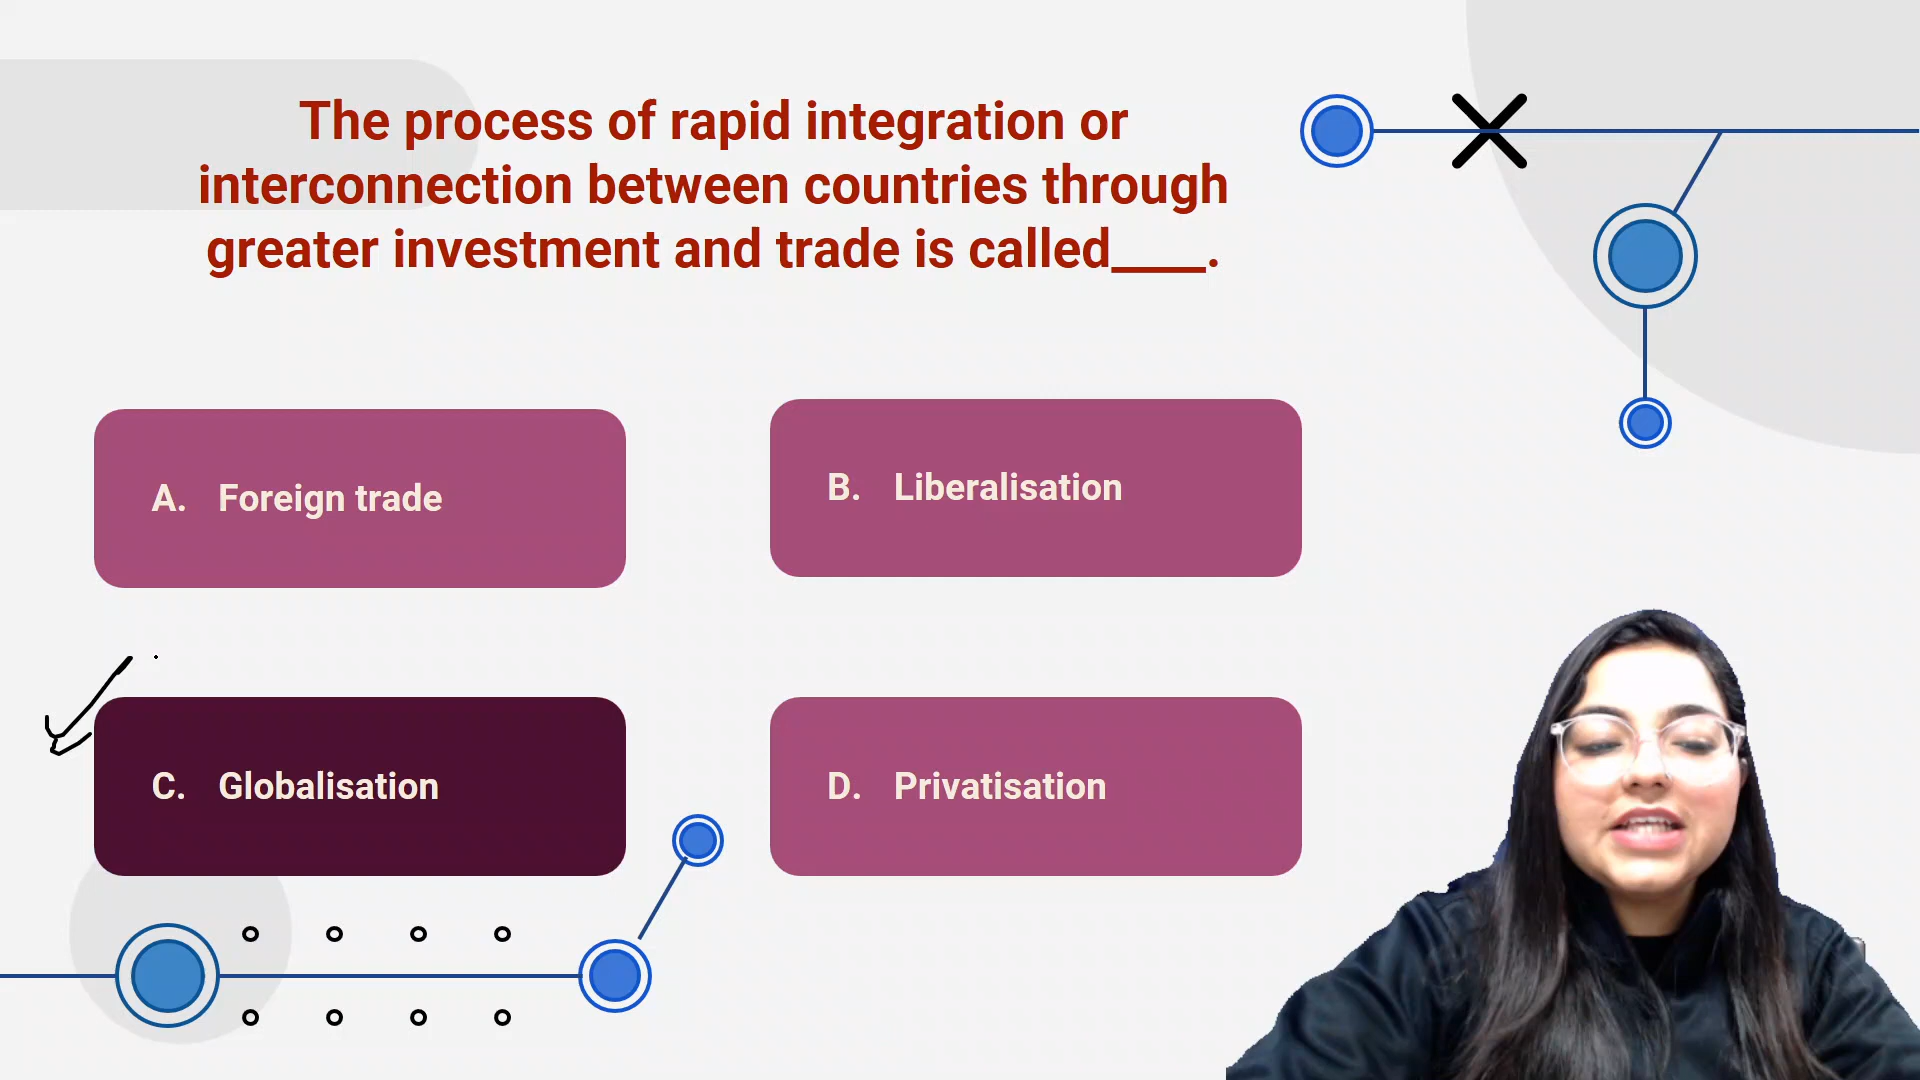 The process of rapid integration or
interconnection between countries through
greater investment and trade is called____.
A. Foreign trade
B. Liberalisation
C. Globalisation
D. Privatisation